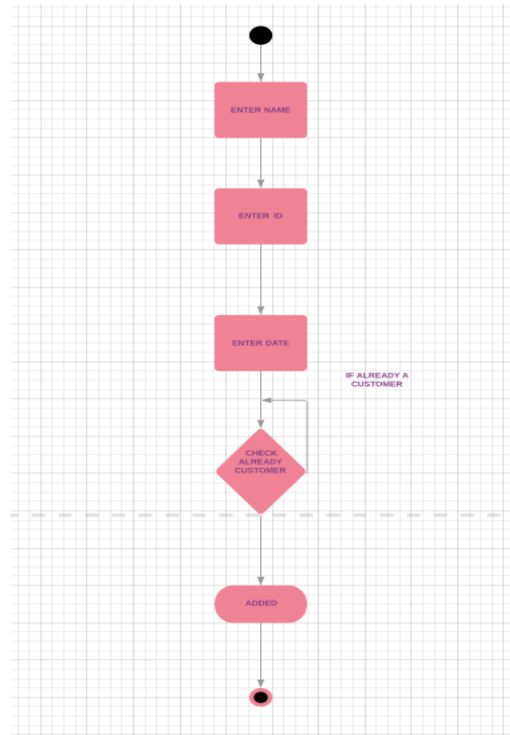 ENTER NAME
ENTER ID
ENTER DATE
IF ALREADY A
CUSTOMER
CHECK
ALREADY
CUSTOMER
ADDED